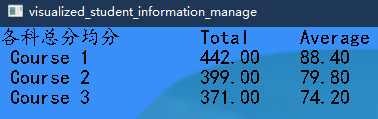 visualized_student_information_manage
各科总分均分 Total Average
Course 1 442.00 88.40
Course 2 399.00 79.80
Course 3 371.00 74.20